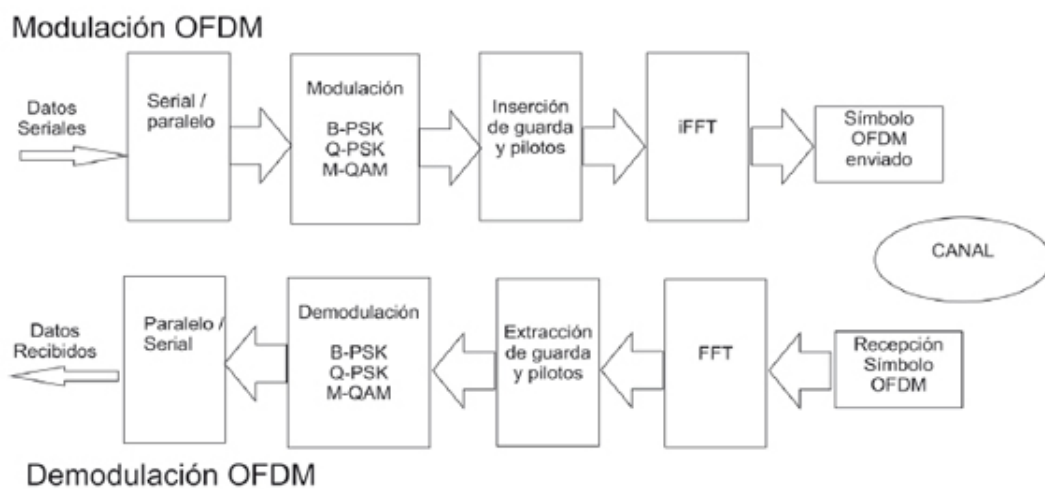 Modulación OFDM
Datos
Seriales
Serial /
paralelo
Modulación
B-PSK
Q-PSK
M-QAM
Inserción
de guarda
y pilotos
iFFT
Símbolo
OFDM
enviado
CANAL
Datos
Recibidos
Paralelo /
Serial
Demodulación
B-PSK
Q-PSK
M-QAM
Extracción
de guarda
y pilotos
FFT
Recepción
Símbolo
OFDM
Demodulación OFDM